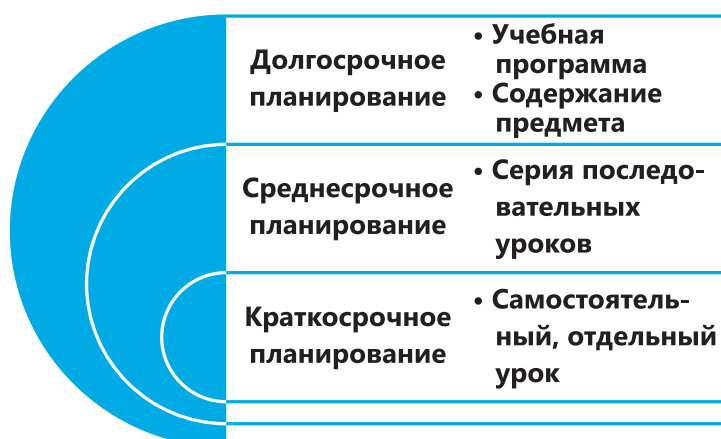 Долгосрочное
планирование
• Учебная
программа
• Содержание
предмета
Среднесрочное
планирование
• Серия последо-
вательных
уроков
Краткосрочное
планирование
• Самостоятель-
ный, отдельный
урок